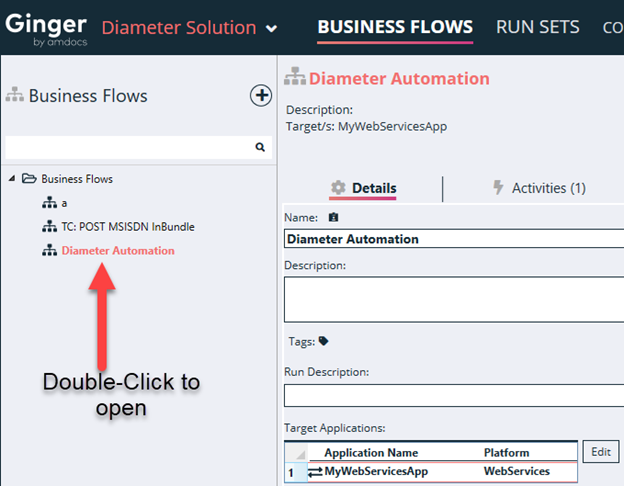 Ginger
by amdocs
Diameter Solution
BUSINESS FLOWS
RUN SETS
CO
Business Flows
Business Flows
a
TC: POST MSISDN InBundle
Diameter Automation
Double-Click to
open
Diameter Automation
Description:
Target/s: MyWebServicesApp
Details
Activities (1)
Name:
Diameter Automation
Description:
Tags:
Run Description:
Target Applications:
Application Name Platform
1 MyWebServicesApp WebServices
Edit